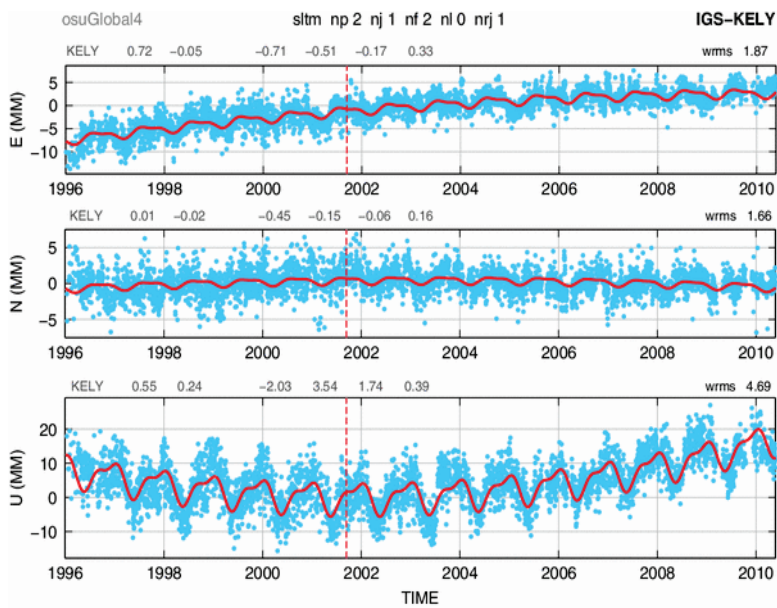 osuGlobal4 sltm np 2 nj 1 nf 2 nl 0 nrj 1 IGS-KELY
KELY 0.72 −0.05 −0.71 −0.51 −0.17 0.33 wrms 1.87
E (MM)
5
0
−5
−10
1996 1998 2000 2002 2004 2006 2008 2010
KELY 0.01 −0.02 −0.45 −0.15 −0.06 0.16 wrms 1.66
N (MM)
5
0
−5
1996 1998 2000 2002 2004 2006 2008 2010
KELY 0.55 0.24 −2.03 3.54 1.74 0.39 wrms 4.69
U (MM)
20
10
0
−10
1996 1998 2000 2002 2004 2006 2008 2010
TIME